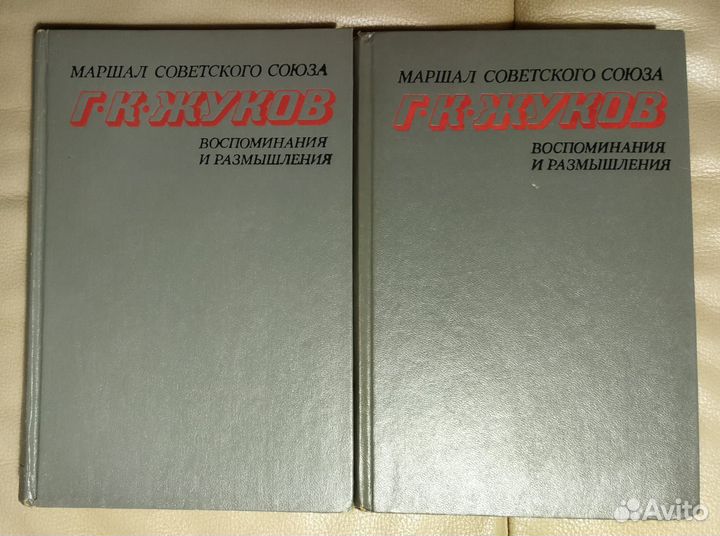 МАРШАЛ СОВЕТСКОГО СОЮЗА
Г·К·ЖУКОВ
ВОСПОМИНАНИЯ
И РАЗМЫШЛЕНИЯ
МАРШАЛ СОВЕТСКОГО СОЮЗА
Г·К·ЖУКОВ
ВОСПОМИНАНИЯ
И РАЗМЫШЛЕНИЯ
Avito